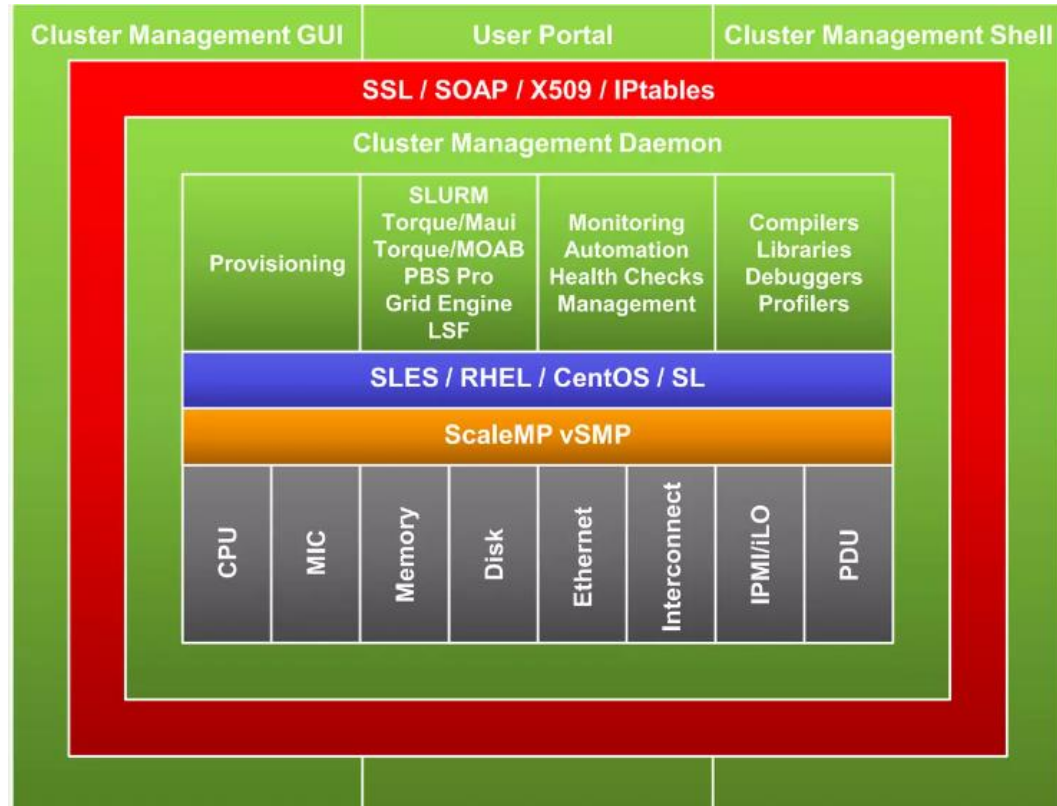 Cluster Management GUI
User Portal
Cluster Management Shell
SSL / SOAP / X509 / IPtables
Cluster Management Daemon
Provisioning
SLURM
Torque/Maui
Torque/MOAB
PBS Pro
Grid Engine
LSF
Monitoring
Automation
Health Checks
Management
Compilers
Libraries
Debuggers
Profilers
SLES / RHEL / CentOS / SL
ScaleMP vSMP
CPU
MIC
Memory
Disk
Ethernet
Interconnect
IPMI/iLO
PDU